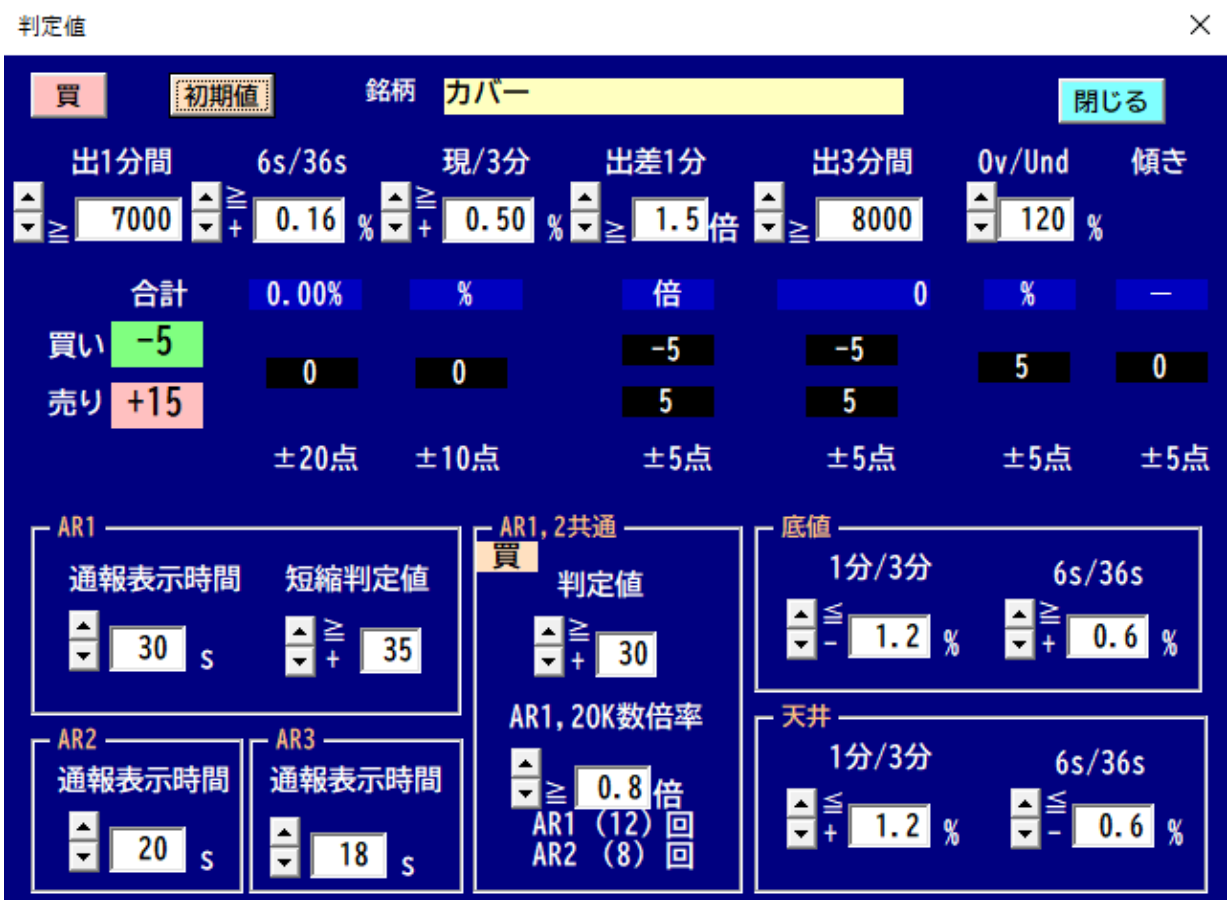 判定値 ×
買 初期値 銘柄 カバー 閉じる
出1分間 6s/36s 現/3分 出差1分 出3分間 Ov/Und 傾き
≧ 7000 ≧+ 0.16 % ≧+ 0.50 % ≧ 1.5 倍 ≧ 8000 120 %
合計 0.00% % 倍 0 % －
買い -5 -5 -5
0 0 5 0
売り +15 5 5
±20点 ±10点 ±5点 ±5点 ±5点 ±5点
AR1
通報表示時間 短縮判定値
30 s ≧+ 35
AR1,2共通
買
判定値
≧+ 30
AR1,2OK数倍率
≧ 0.8 倍
AR1 (12) 回
AR2 (8) 回
底値
1分/3分 6s/36s
≦- 1.2 % ≧+ 0.6 %
AR2
通報表示時間
20 s
AR3
通報表示時間
18 s
天井
1分/3分 6s/36s
≦+ 1.2 % ≦- 0.6 %